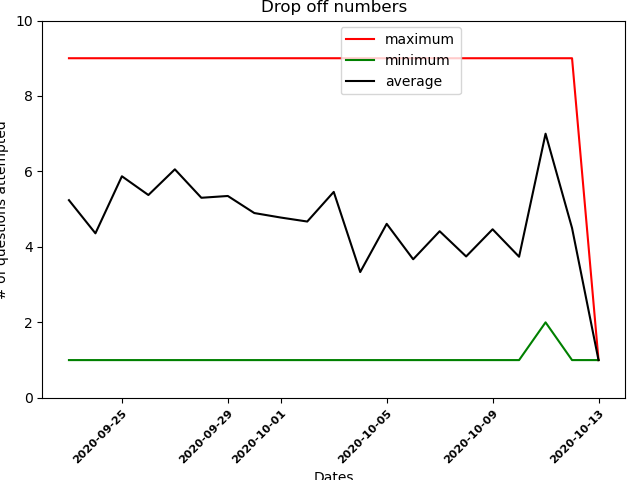 Drop off numbers
maximum
minimum
average
10
8
6
4
2
0
# of questions attempted
2020-09-25
2020-09-29
2020-10-01
2020-10-05
2020-10-09
2020-10-13
Dates